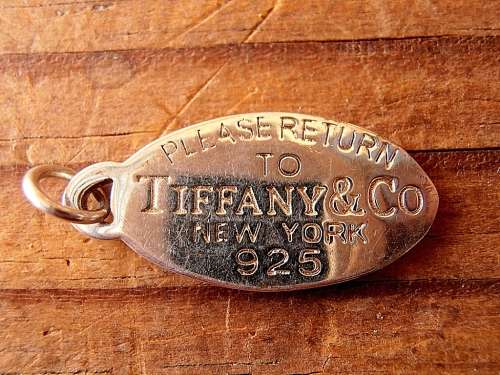 PLEASE RETURN
TO
TIFFANY & CO
NEW YORK
925